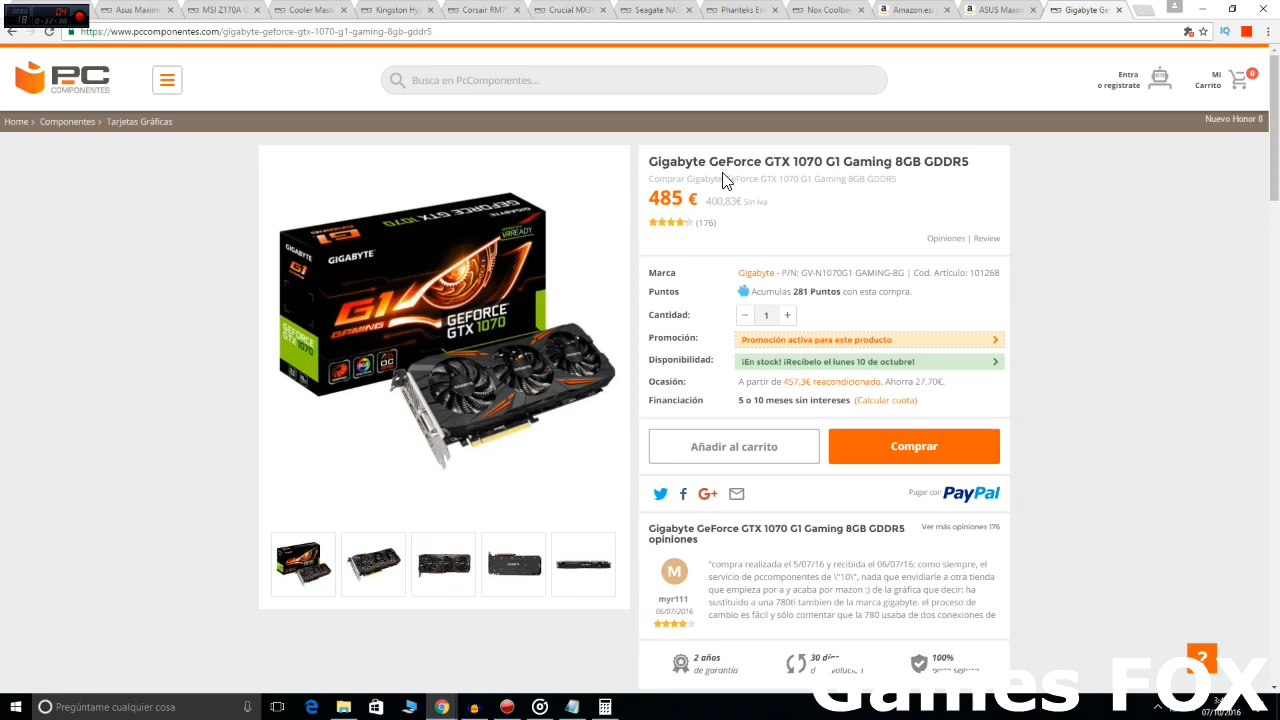 Asus Maxim
MSI Z170A
Cooler Mas
Kingston
Crucial MX3
Seagate
Nox Coolbo
Amazon.es
ASUS Maxim
Gigabyte Ge
https://www.pccomponentes.com/gigabyte-geforce-gtx-1070-g1-gaming-8gb-gddr5
PC
COMPONENTES
Busca en PcComponentes...
Entra
o regístrate
Mi
Carrito
0
Home > Componentes > Tarjetas Gráficas
Nuevo Honor 8
Gigabyte GeForce GTX 1070 G1 Gaming 8GB GDDR5
Comprar Gigabyte GeForce GTX 1070 G1 Gaming 8GB GDDR5
485 € 400,83€ Sin iva
(176)
Opiniones | Review
Marca Gigabyte - P/N: GV-N1070G1 GAMING-8G | Cod. Artículo: 101268
Puntos Acumulas 281 Puntos con esta compra.
Cantidad: − 1 +
Promoción: Promoción activa para este producto
Disponibilidad: ¡En stock! ¡Recíbelo el lunes 10 de octubre!
Ocasión: A partir de 457.3€ reacondicionado. Ahorra 27.70€.
Financiación 5 o 10 meses sin intereses (Calcular cuota)
Añadir al carrito
Comprar
Pagar con PayPal
GIGABYTE
GEFORCE GTX 1070
G1
GAMING
GEFORCE
GTX 1070
Gigabyte GeForce GTX 1070 G1 Gaming 8GB GDDR5
opiniones
Ver más opiniones 176
M
myr111
06/07/2016
"compra realizada el 5/07/16 y recibida el 06/07/16: como siempre, el
servicio de pccomponentes de \"10\", nada que envidiarle a otra tienda
que empieza por a y acaba por mazon :) de la gráfica que decir: ha
sustituido a una 780ti tambien de la marca gigabyte. el proceso de
cambio es fácil y sólo comentar que la 780 usaba de dos conexiones de
2 años
de garantía
30 días
100%
?
Games FOX
Pregúntame cualquier cosa
07/10/2016